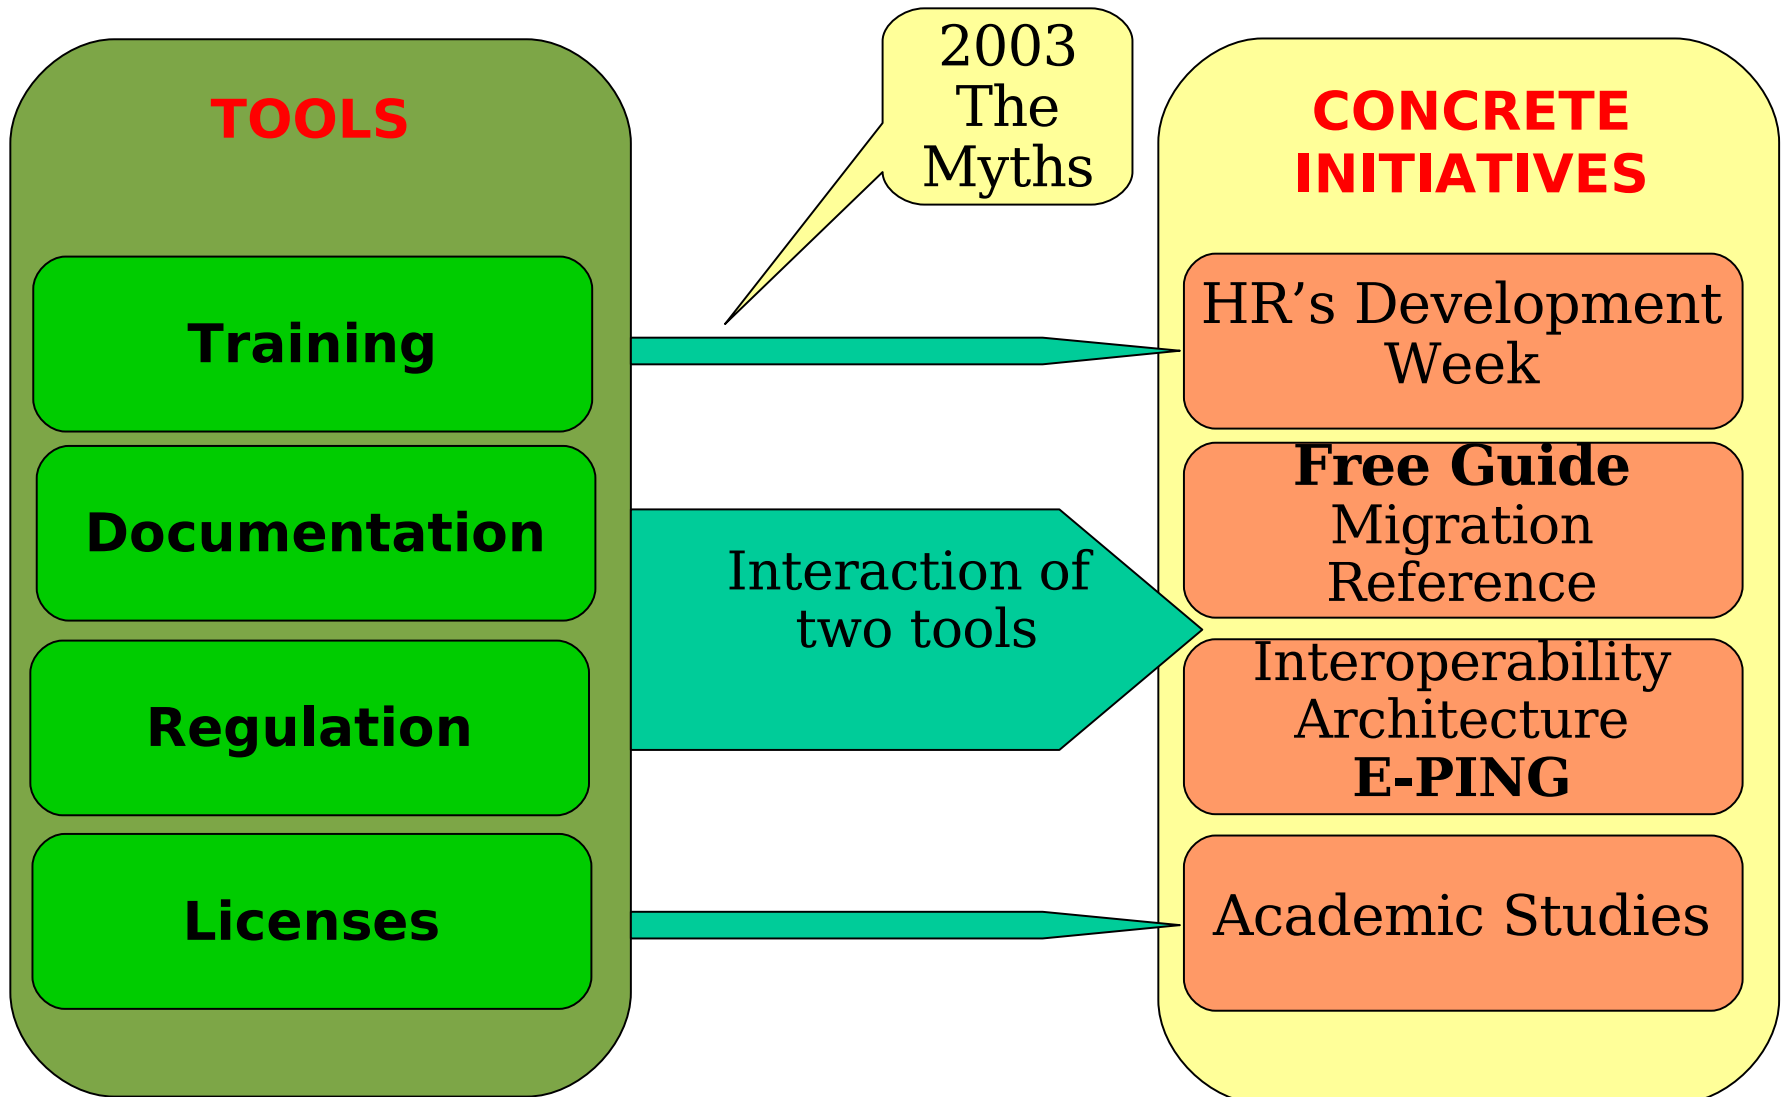 TOOLS
Training
Documentation
Regulation
Licenses
2003
The
Myths
Interaction of
two tools
CONCRETE
INITIATIVES
HR’s Development
Week
Free Guide
Migration
Reference
Interoperability
Architecture
E-PING
Academic Studies